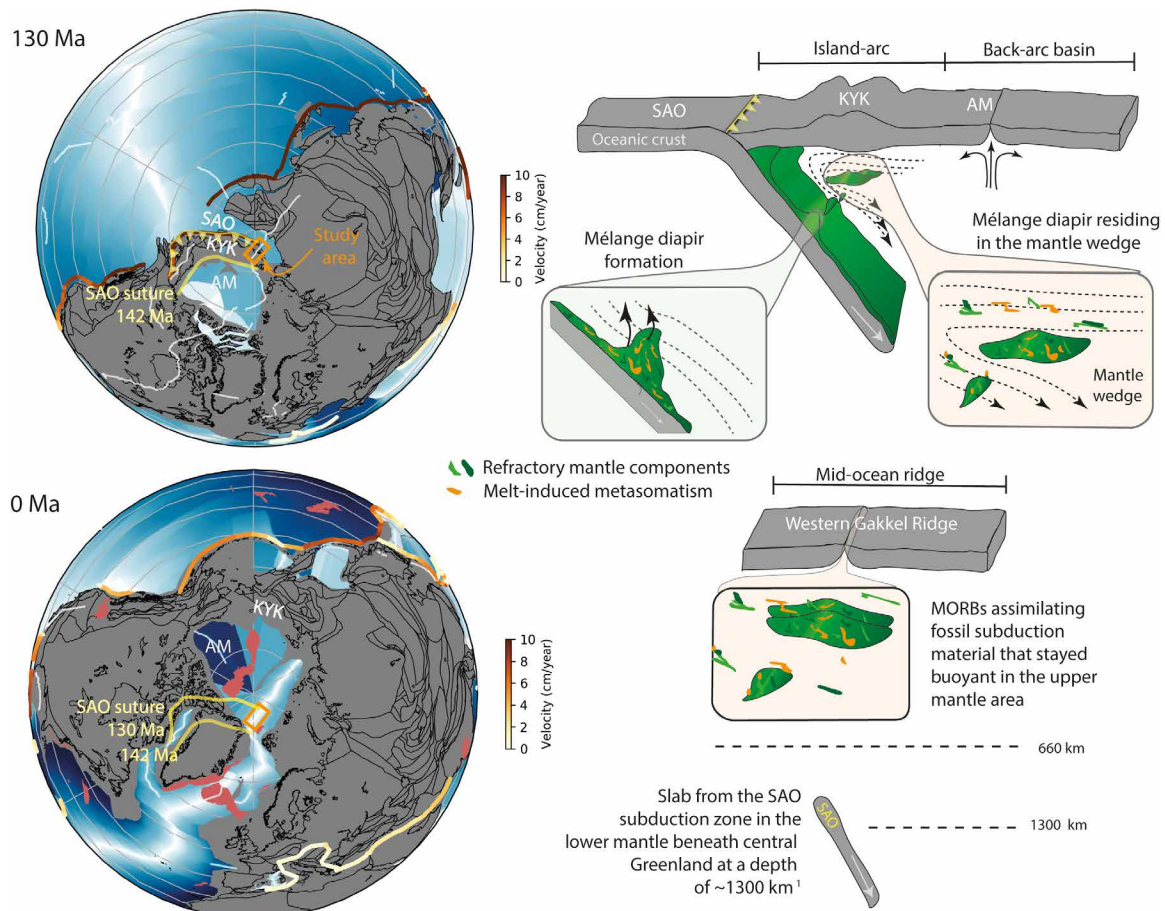 130 Ma
SAO
KYK
Study
area
AM
SAO suture
142 Ma
10
8
6
4
2
0
Velocity (cm/year)
Island-arc
Back-arc basin
SAO
KYK
AM
Oceanic crust
Mélange diapir
formation
Mélange diapir residing
in the mantle wedge
Mantle
wedge
Refractory mantle components
Melt-induced metasomatism
0 Ma
KYK
AM
SAO suture
130 Ma
142 Ma
10
8
6
4
2
0
Velocity (cm/year)
Mid-ocean ridge
Western Gakkel Ridge
MORBs assimilating
fossil subduction
material that stayed
buoyant in the upper
mantle area
660 km
Slab from the SAO
subduction zone in the
lower mantle beneath central
Greenland at a depth
of ~1300 km¹
SAO
1300 km